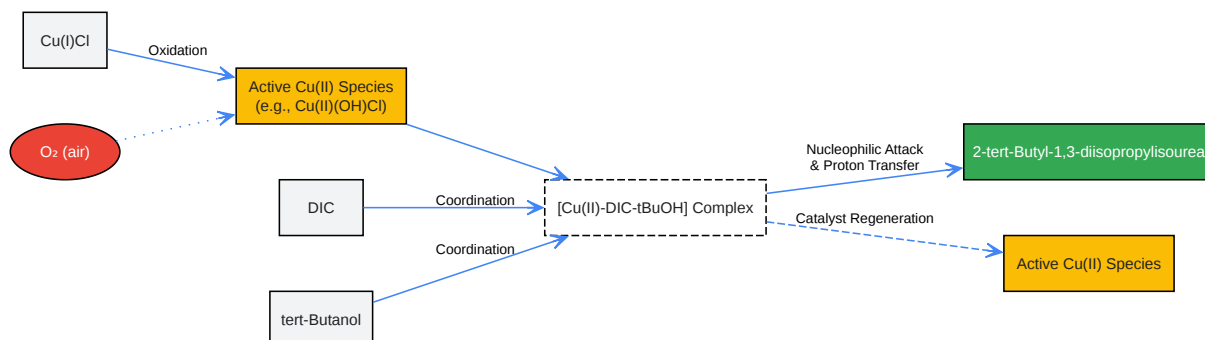 Cu(I)Cl
Oxidation
Active Cu(II) Species
(e.g., Cu(II)(OH)Cl)
O₂ (air)
DIC
Coordination
[Cu(II)-DIC-tBuOH] Complex
Coordination
tert-Butanol
Nucleophilic Attack
& Proton Transfer
2-tert-Butyl-1,3-diisopropylisourea
Catalyst Regeneration
Active Cu(II) Species